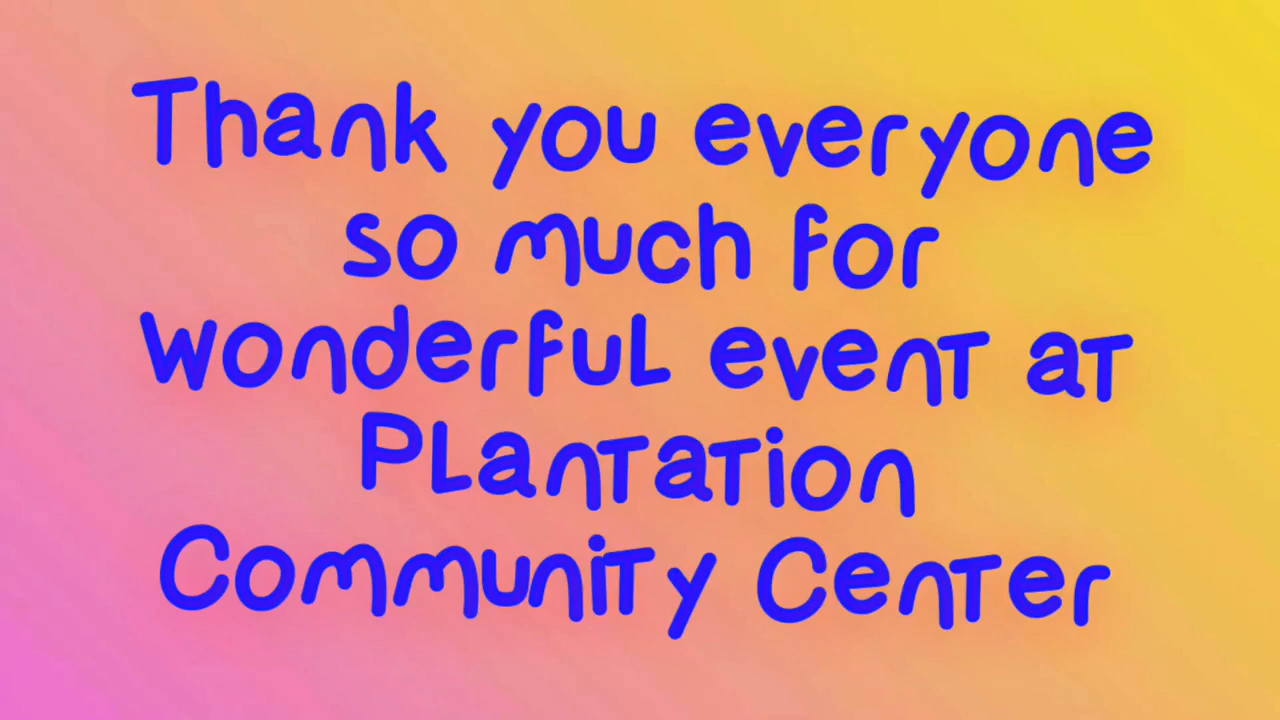 Thank you everyone
so much for
wonderful event at
Plantation
Community Center